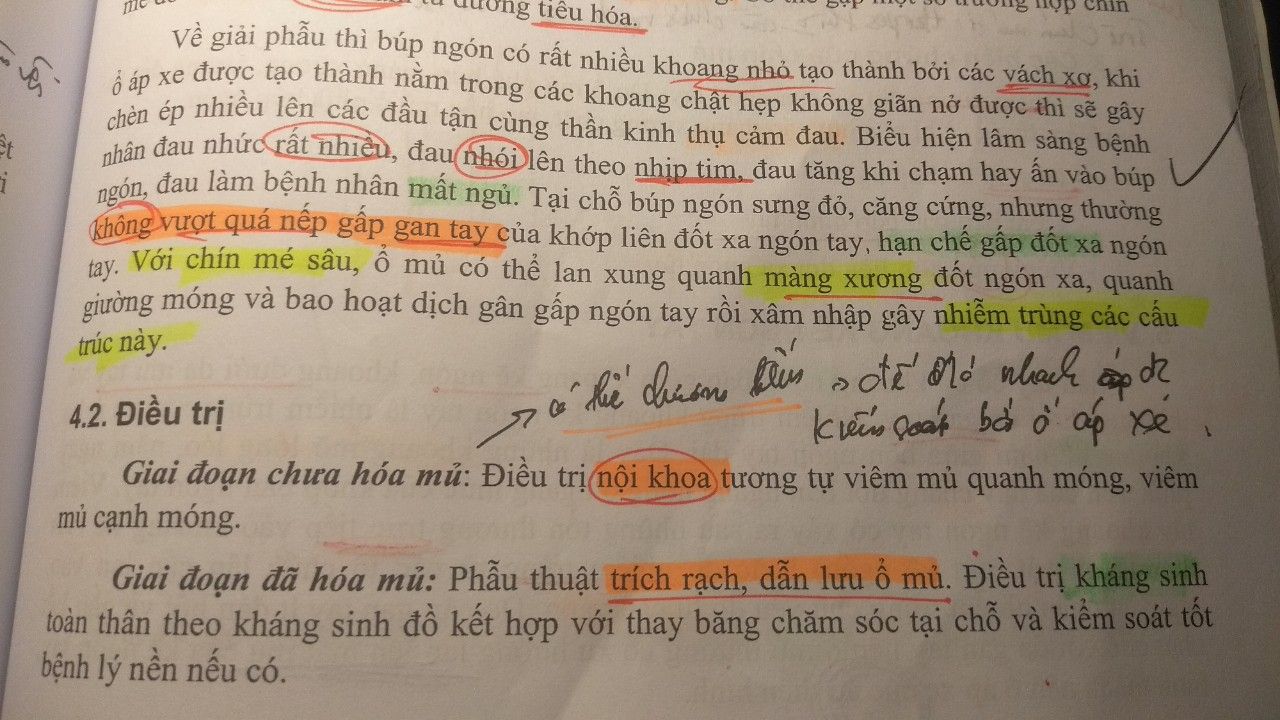 đường tiêu hóa.
Về giải phẫu thì búp ngón có rất nhiều khoang nhỏ tạo thành bởi các vách xơ, khi
ổ áp xe được tạo thành nằm trong các khoang chật hẹp không giãn nở được thì sẽ gây
chèn ép nhiều lên các đầu tận cùng thần kinh thụ cảm đau. Biểu hiện lâm sàng bệnh
nhân đau nhức rất nhiều, đau nhói lên theo nhịp tim, đau tăng khi chạm hay ấn vào búp
ngón, đau làm bệnh nhân mất ngủ. Tại chỗ búp ngón sưng đỏ, căng cứng, nhưng thường
không vượt quá nếp gấp gan tay của khớp liên đốt xa ngón tay, hạn chế gấp đốt xa ngón
tay. Với chín mé sâu, ổ mủ có thể lan xung quanh màng xương đốt ngón xa, quanh
giường móng và bao hoạt dịch gân gấp ngón tay rồi xâm nhập gây nhiễm trùng các cấu
trúc này.
có thể để nhanh
kiểm soát bởi ổ áp xe
4.2. Điều trị
Giai đoạn chưa hóa mủ: Điều trị nội khoa tương tự viêm mủ quanh móng, viêm
mủ cạnh móng.
Giai đoạn đã hóa mủ: Phẫu thuật trích rạch, dẫn lưu ổ mủ. Điều trị kháng sinh
toàn thân theo kháng sinh đồ kết hợp với thay băng chăm sóc tại chỗ và kiểm soát tốt
bệnh lý nền nếu có.